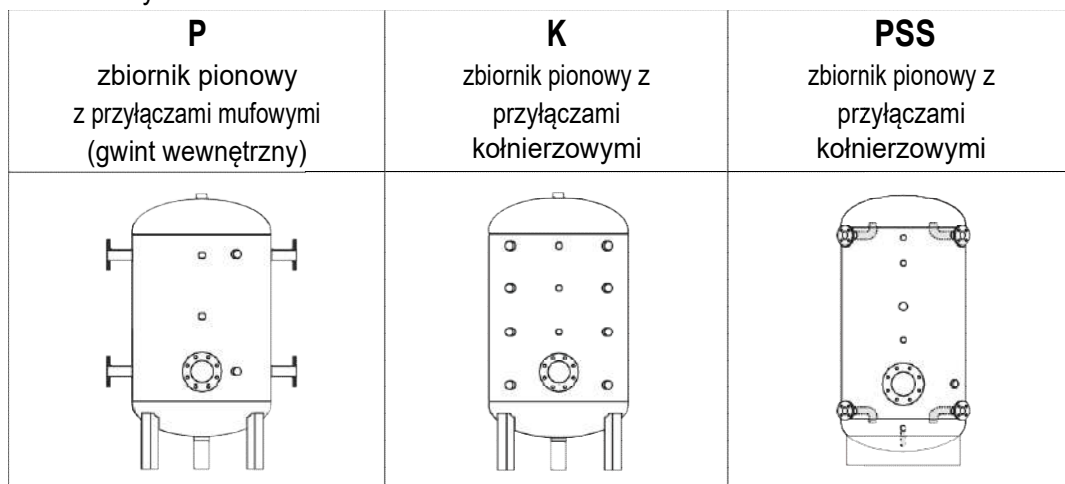 P
zbiornik pionowy
z przyłączami mufowymi
(gwint wewnętrzny)
K
zbiornik pionowy z
przyłączami
kołnierzowymi
PSS
zbiornik pionowy z
przyłączami
kołnierzowymi